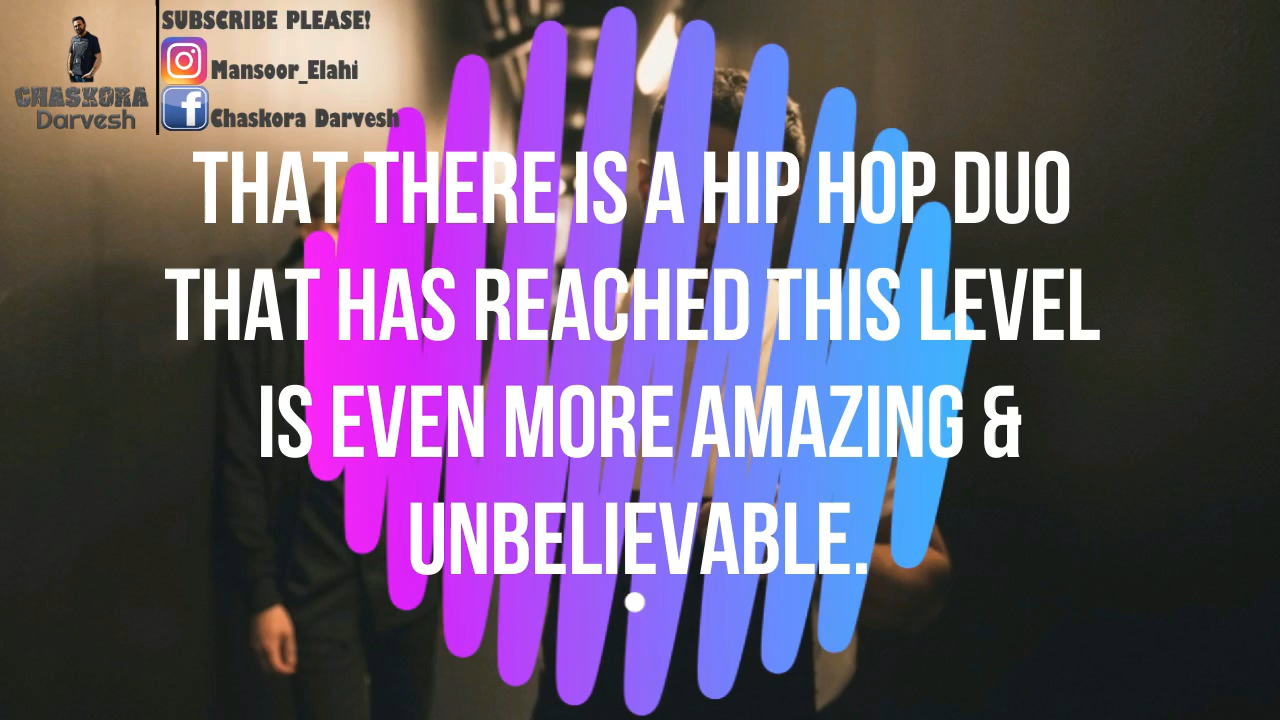 SUBSCRIBE PLEASE!
Mansoor_Elahi
Chaskora Darvesh
CHASKORA
Darvesh
THAT THERE IS A HIP HOP DUO
THAT HAS REACHED THIS LEVEL
IS EVEN MORE AMAZING &
UNBELIEVABLE.